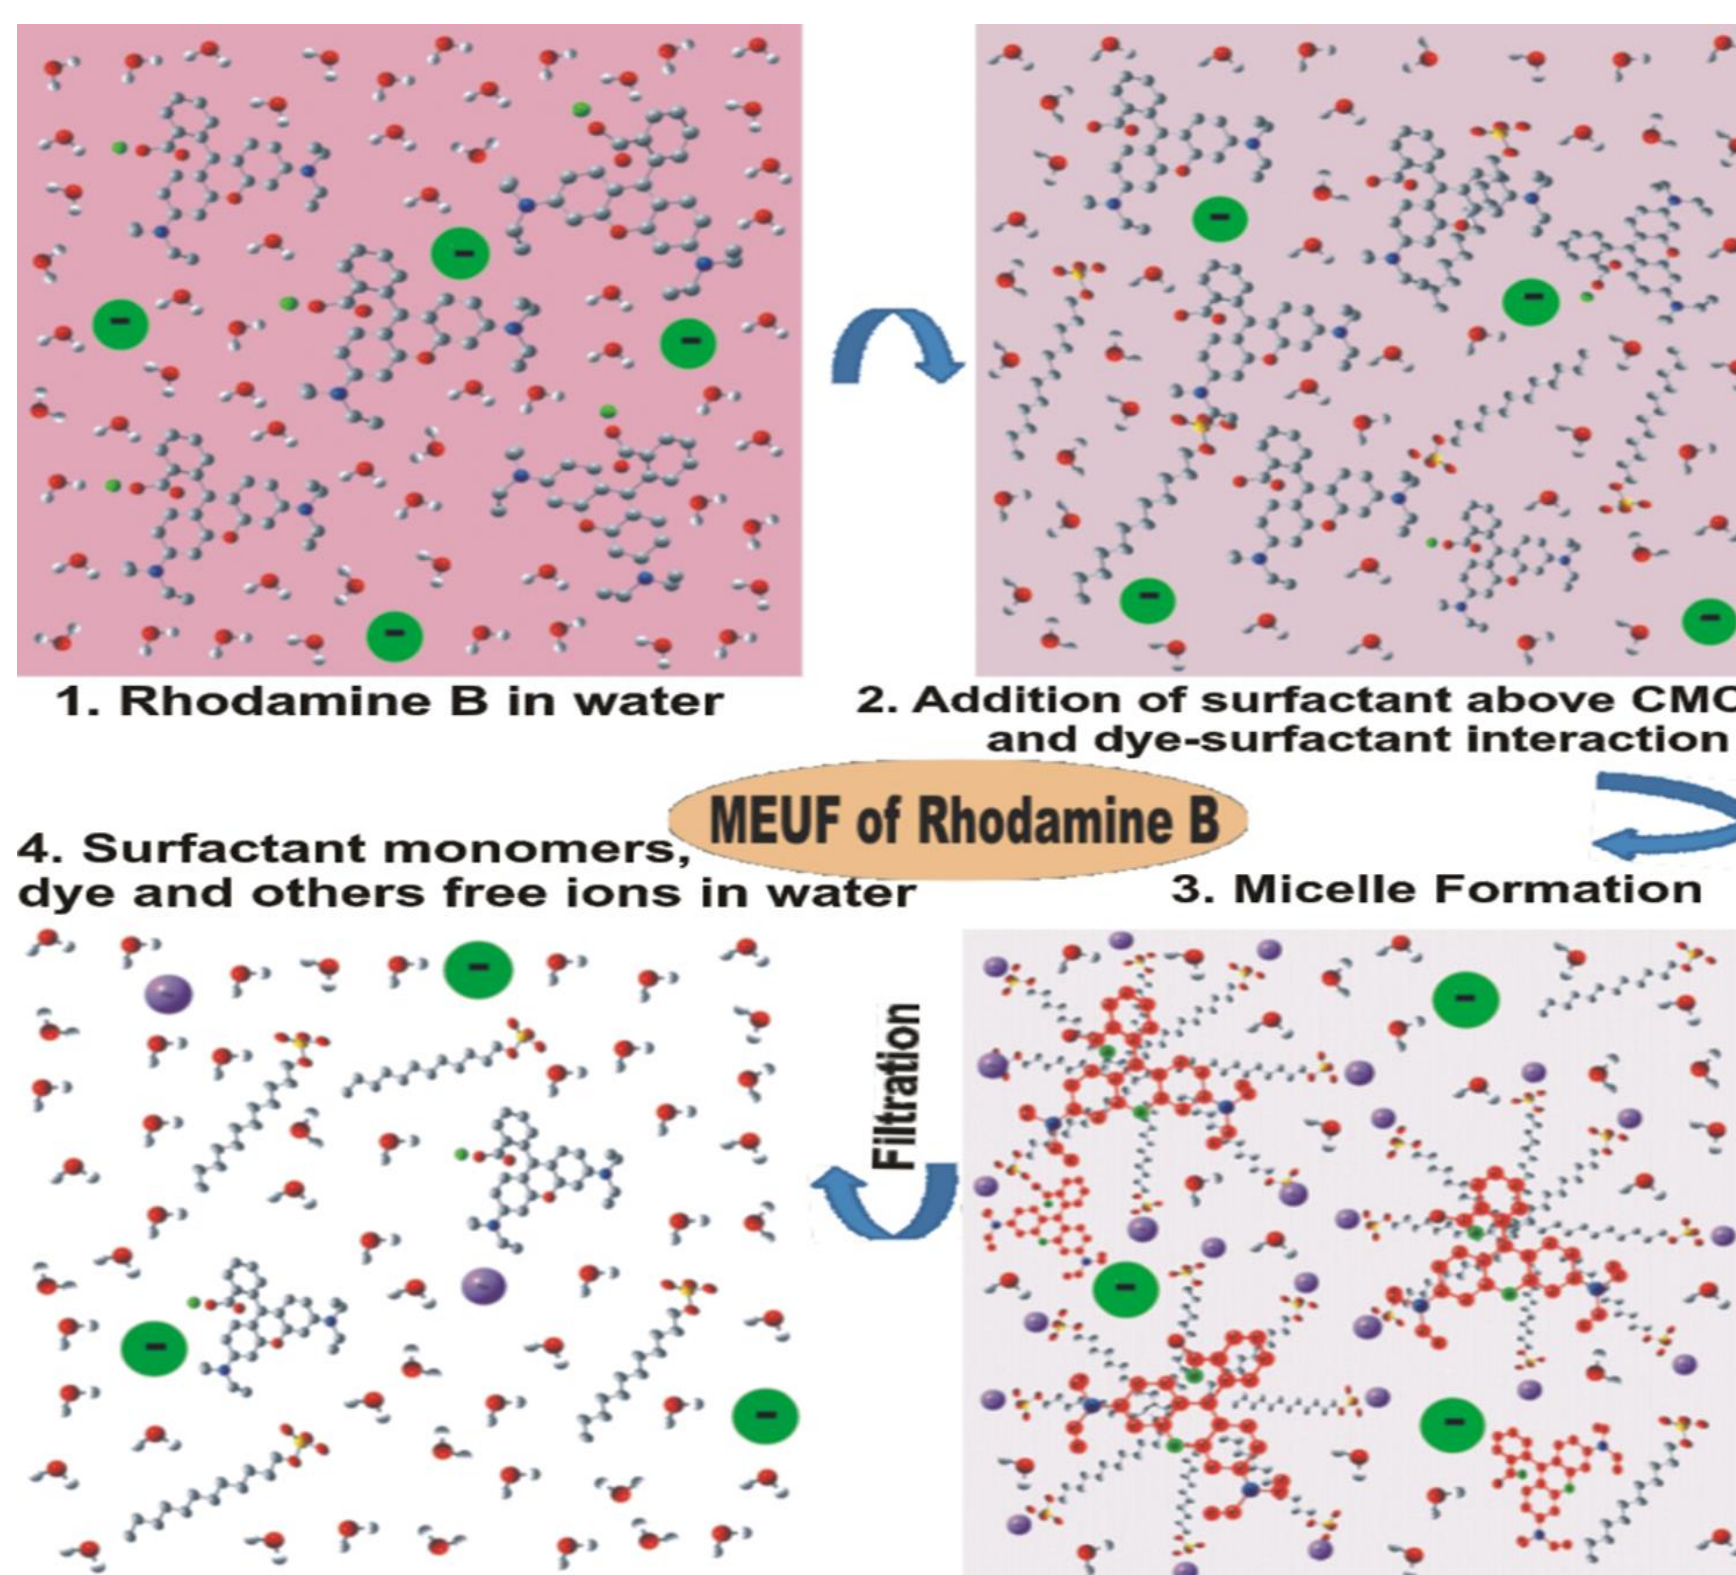 1. Rhodamine B in water
2. Addition of surfactant above CMC
and dye-surfactant interaction
MEUF of Rhodamine B
3. Micelle Formation
Filtration
4. Surfactant monomers,
dye and others free ions in water